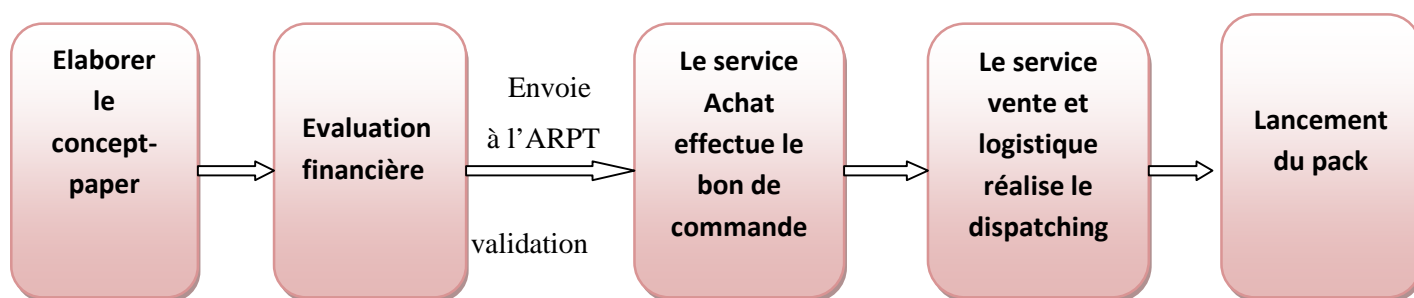 Elaborer
le
concept-
paper
Evaluation
financière
Envoie
à l'ARPT
validation
Le service
Achat
effectue le
bon de
commande
Le service
vente et
logistique
réalise le
dispatching
Lancement
du pack